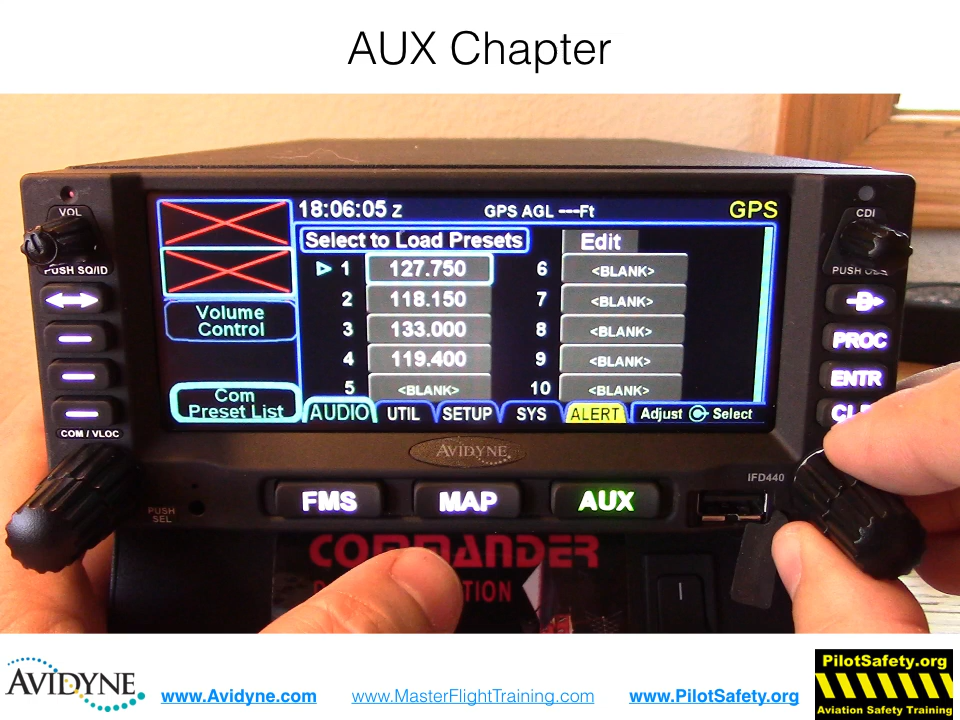 AUX Chapter
VOL
PUSH SQ/ID
COM / VLOC
PUSH
SEL
18:06:05 Z GPS AGL ---Ft GPS
Select to Load Presets Edit
1 127.750 6 <BLANK>
2 118.150 7 <BLANK>
3 133.000 8 <BLANK>
4 119.400 9 <BLANK>
5 <BLANK> 10 <BLANK>
Volume
Control
Com
Preset List
AUDIO UTIL SETUP SYS ALERT Adjust Select
CDI
PUSH
D
PROC
ENTR
AVIDYNE
IFD440
FMS MAP AUX
COMMANDER
AVIDYNE.
www.Avidyne.com www.MasterFlightTraining.com www.PilotSafety.org
PilotSafety.org
Aviation Safety Training